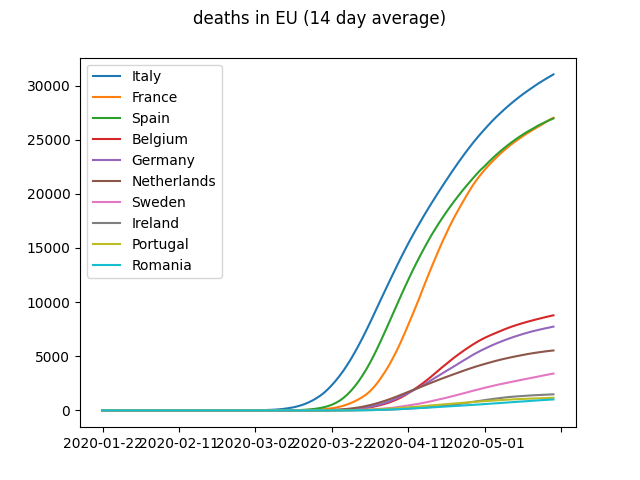 deaths in EU (14 day average)
Italy
France
Spain
Belgium
Germany
Netherlands
Sweden
Ireland
Portugal
Romania
30000
25000
20000
15000
10000
5000
0
2020-01-22 2020-02-11 2020-03-02 2020-03-22 2020-04-11 2020-05-01